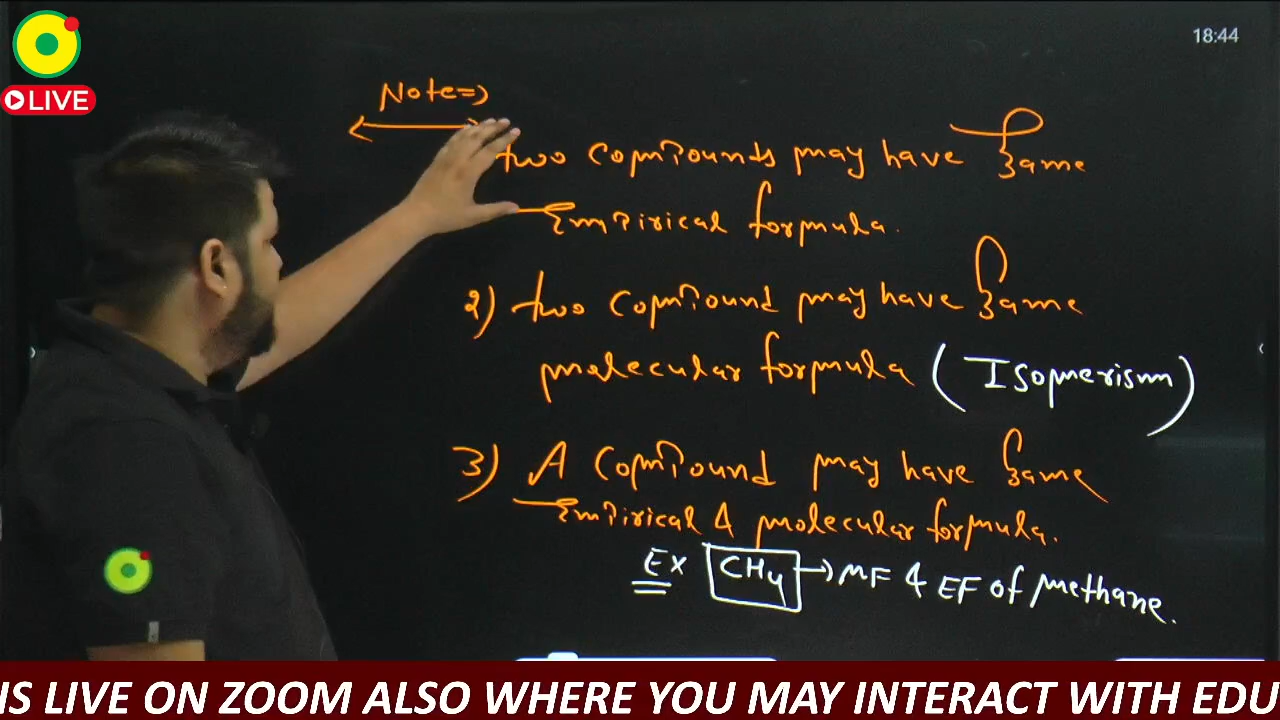 LIVE
18:44
Note=>
two compounds may have same
Empirical formula.
2) two compound may have same
molecular formula (Isomerism)
3) A compound may have same
Empirical & molecular formula.
Ex CH4 → MF & EF of methane.
IS LIVE ON ZOOM ALSO WHERE YOU MAY INTERACT WITH EDU